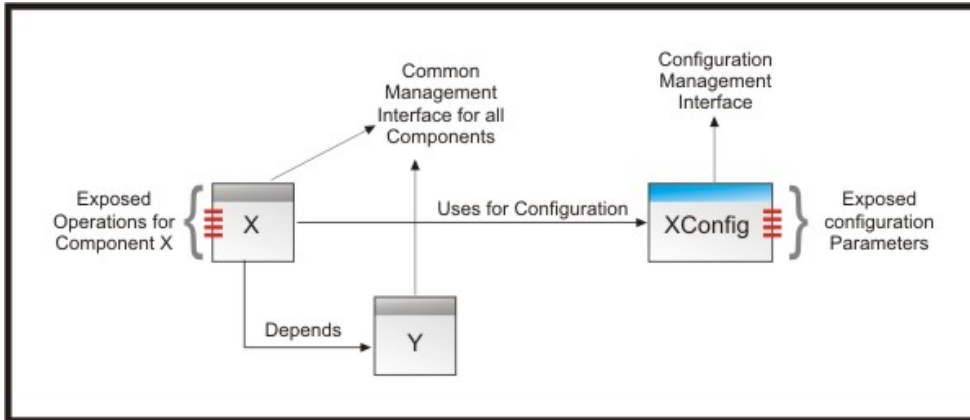 Common
Management
Interface for all
Components
Configuration
Management
Interface
Exposed
Operations for
Component X
X
Uses for Configuration
XConfig
Exposed
configuration
Parameters
Depends
Y